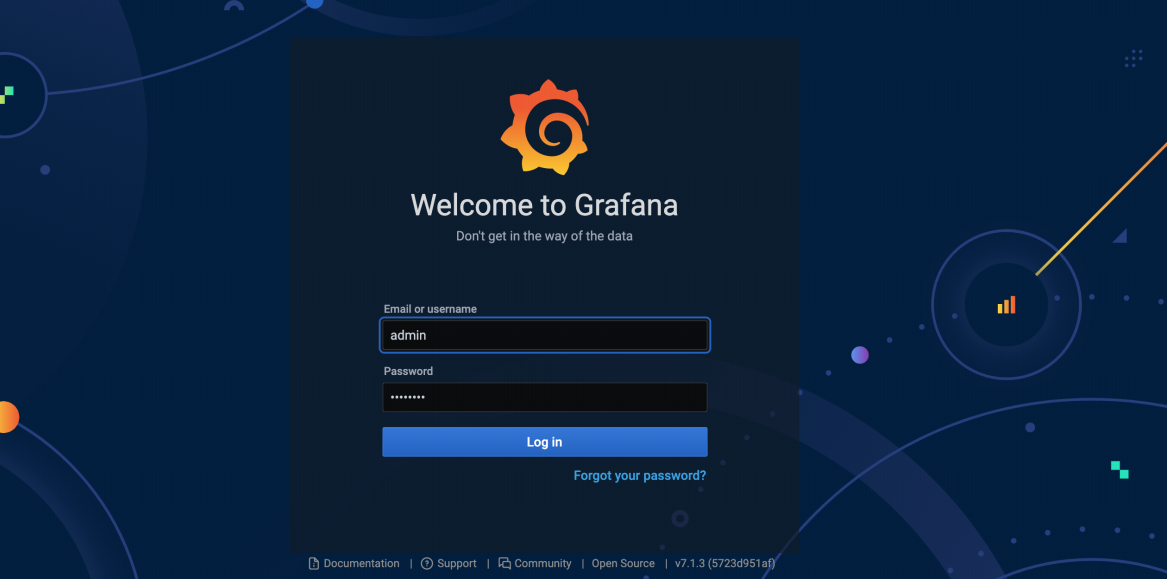 Welcome to Grafana
Don't get in the way of the data
Email or username
admin
Password
••••••••
Log in
Forgot your password?
Documentation | Support | Community | Open Source | v7.1.3 (5723d951af)